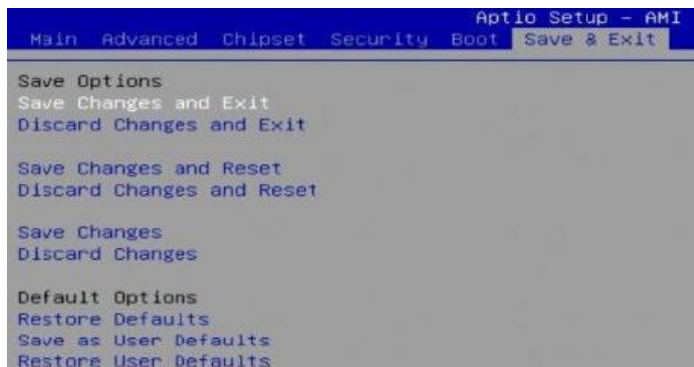 Aptio Setup – AMI
Main Advanced Chipset Security Boot Save & Exit
Save Options
Save Changes and Exit
Discard Changes and Exit
Save Changes and Reset
Discard Changes and Reset
Save Changes
Discard Changes
Default Options
Restore Defaults
Save as User Defaults
Restore User Defaults